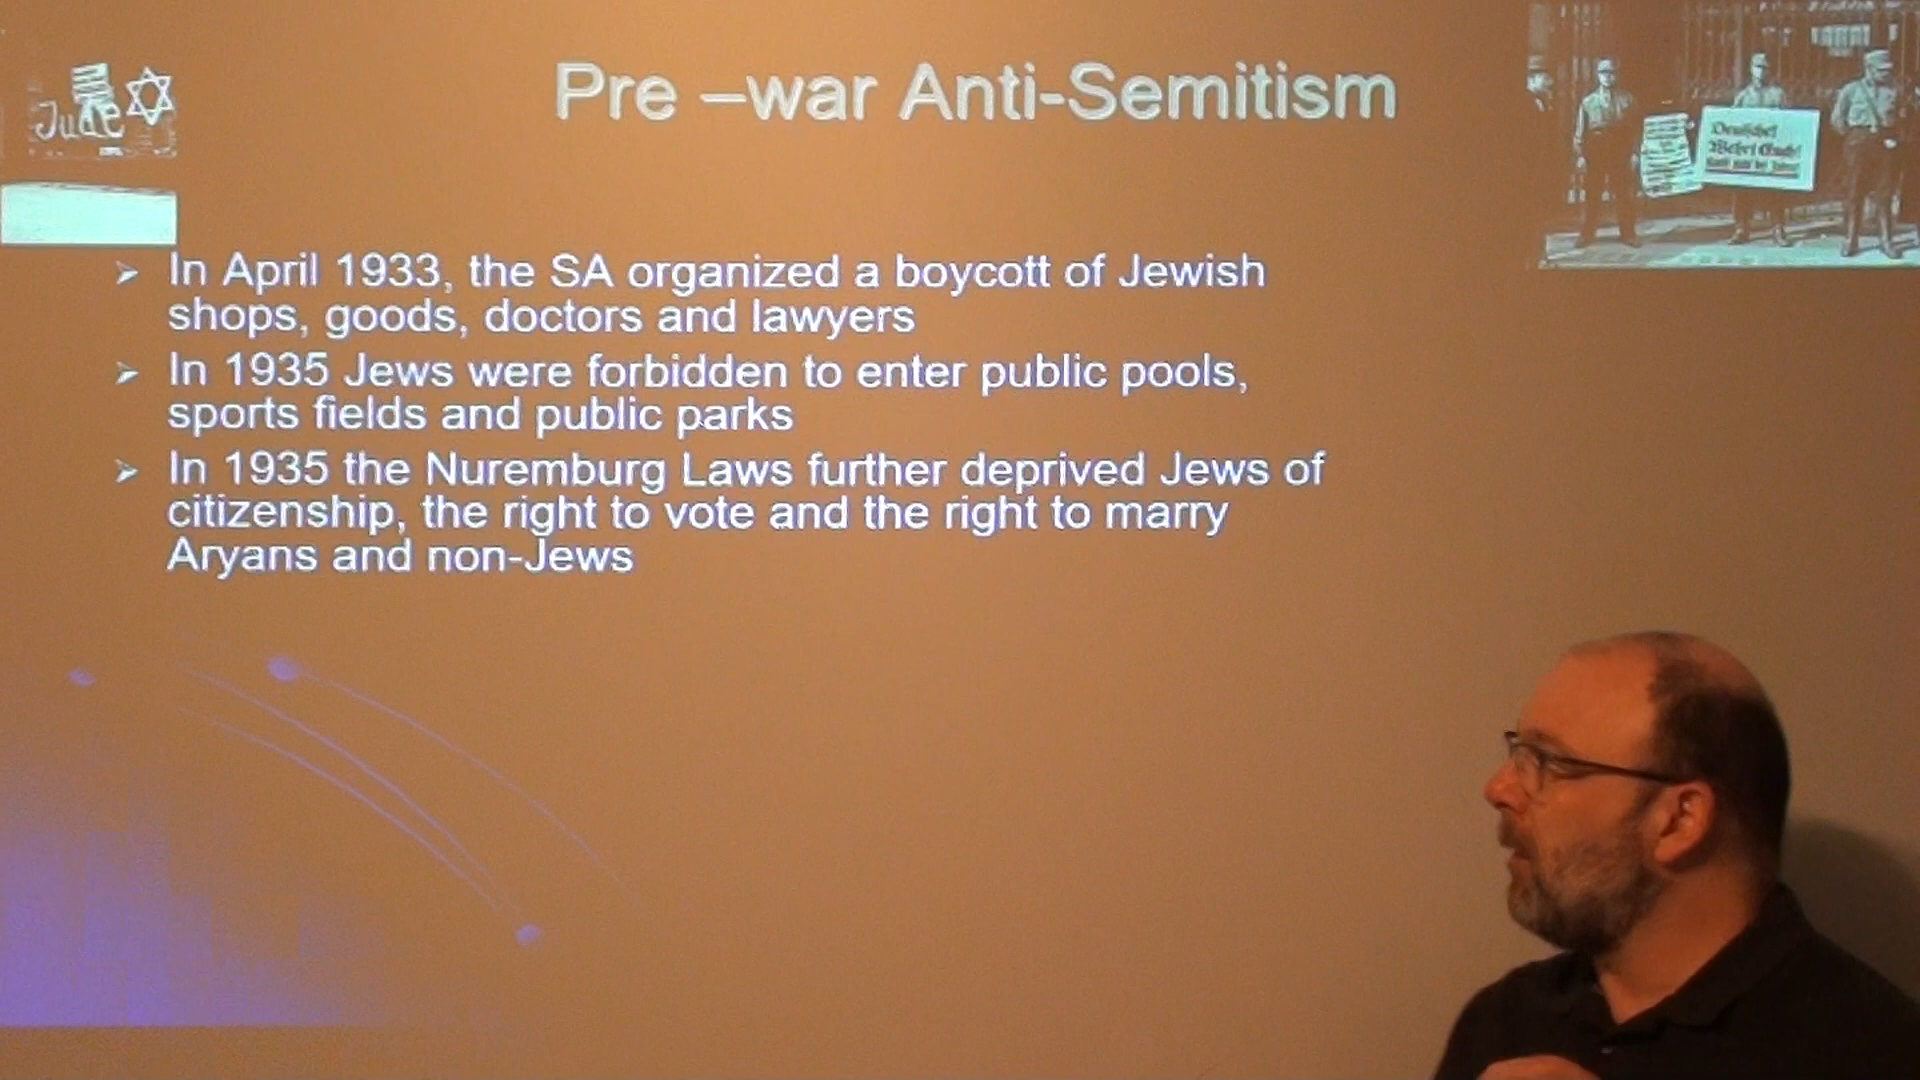 Pre –war Anti-Semitism
Jude
Deutsche!
Wehrt Euch!
➢ In April 1933, the SA organized a boycott of Jewish
shops, goods, doctors and lawyers
➢ In 1935 Jews were forbidden to enter public pools,
sports fields and public parks
➢ In 1935 the Nuremburg Laws further deprived Jews of
citizenship, the right to vote and the right to marry
Aryans and non-Jews